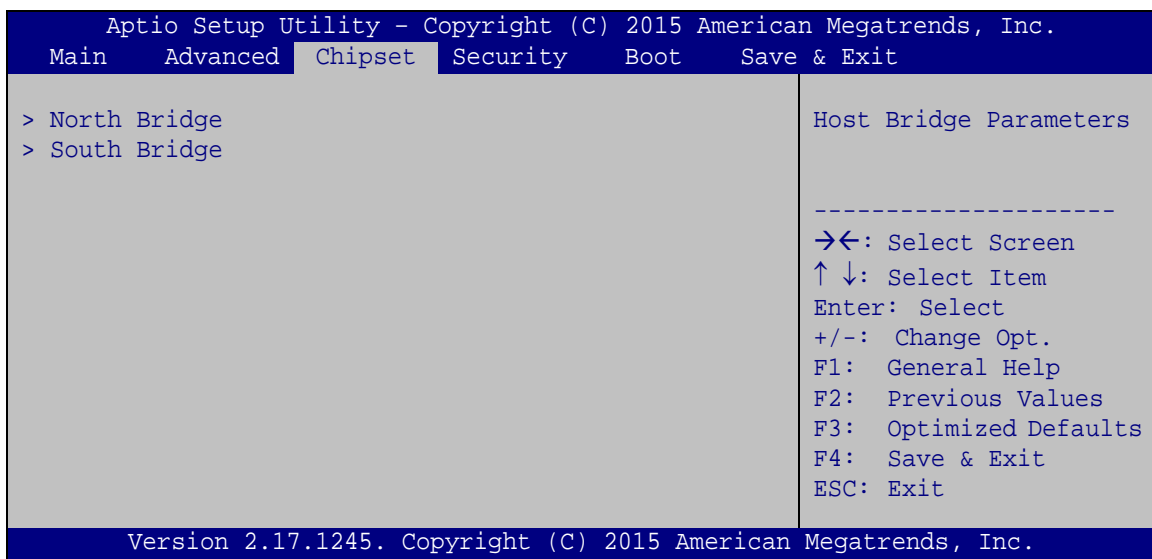 Aptio Setup Utility – Copyright (C) 2015 American Megatrends, Inc.
Main Advanced Chipset Security Boot Save & Exit
> North Bridge
> South Bridge
Host Bridge Parameters
---------------------
→←: Select Screen
↑ ↓: Select Item
Enter: Select
+/-: Change Opt.
F1: General Help
F2: Previous Values
F3: Optimized Defaults
F4: Save & Exit
ESC: Exit
Version 2.17.1245. Copyright (C) 2015 American Megatrends, Inc.